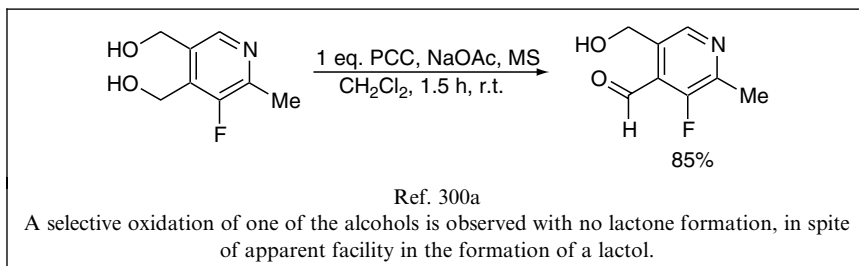 HO
HO
N
Me
F
1 eq. PCC, NaOAc, MS
CH₂Cl₂, 1.5 h, r.t.
HO
O
H
N
Me
F
85%
Ref. 300a
A selective oxidation of one of the alcohols is observed with no lactone formation, in spite
of apparent facility in the formation of a lactol.